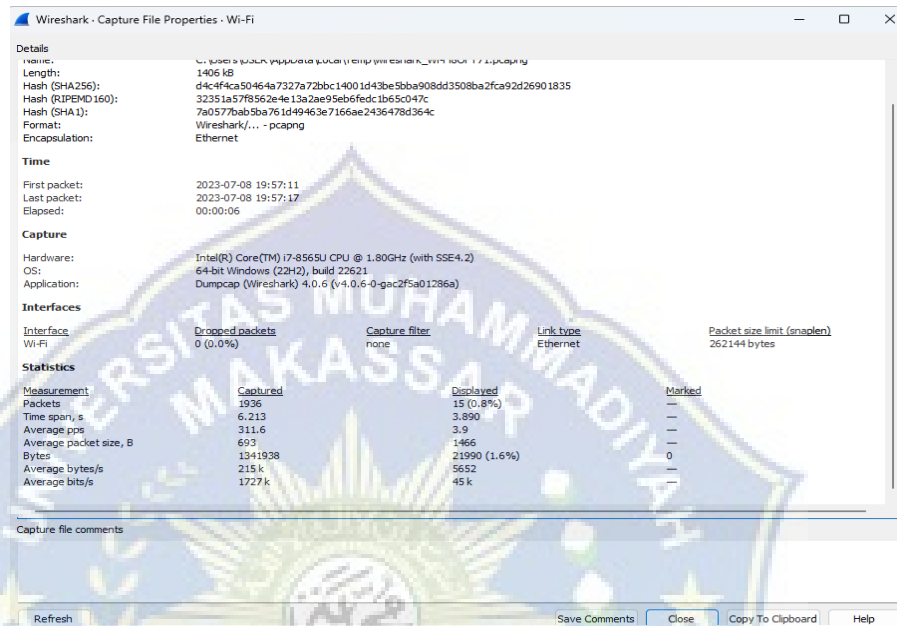 Wireshark · Capture File Properties · Wi-Fi
Details
Name:
Length: 1406 kB
Hash (SHA256): d4c4f4ca50464a7327a72bbc14001d43be5bba908dd3508ba2fca92d26901835
Hash (RIPEMD160): 32351a57f8562e4e13a2ae95eb6fedc1b65c047c
Hash (SHA1): 7a0577bab5ba761d49463e7166ae2436478d364c
Format: Wireshark/... - pcapng
Encapsulation: Ethernet
Time
First packet: 2023-07-08 19:57:11
Last packet: 2023-07-08 19:57:17
Elapsed: 00:00:06
Capture
Hardware: Intel(R) Core(TM) i7-8565U CPU @ 1.80GHz (with SSE4.2)
OS: 64-bit Windows (22H2), build 22621
Application: Dumpcap (Wireshark) 4.0.6 (v4.0.6-0-gac2f5a01286a)
Interfaces
Interface Dropped packets Capture filter Link type Packet size limit (snaplen)
Wi-Fi 0 (0.0%) none Ethernet 262144 bytes
Statistics
Measurement Captured Displayed Marked
Packets 1936 15 (0.8%) —
Time span, s 6.213 3.890 —
Average pps 311.6 3.9 —
Average packet size, B 693 1466 —
Bytes 1341938 21990 (1.6%) 0
Average bytes/s 215 k 5652 —
Average bits/s 1727 k 45 k —
Capture file comments
Refresh Save Comments Close Copy To Clipboard Help
UNIVERSITAS MUHAMMADIYAH
MAKASSAR